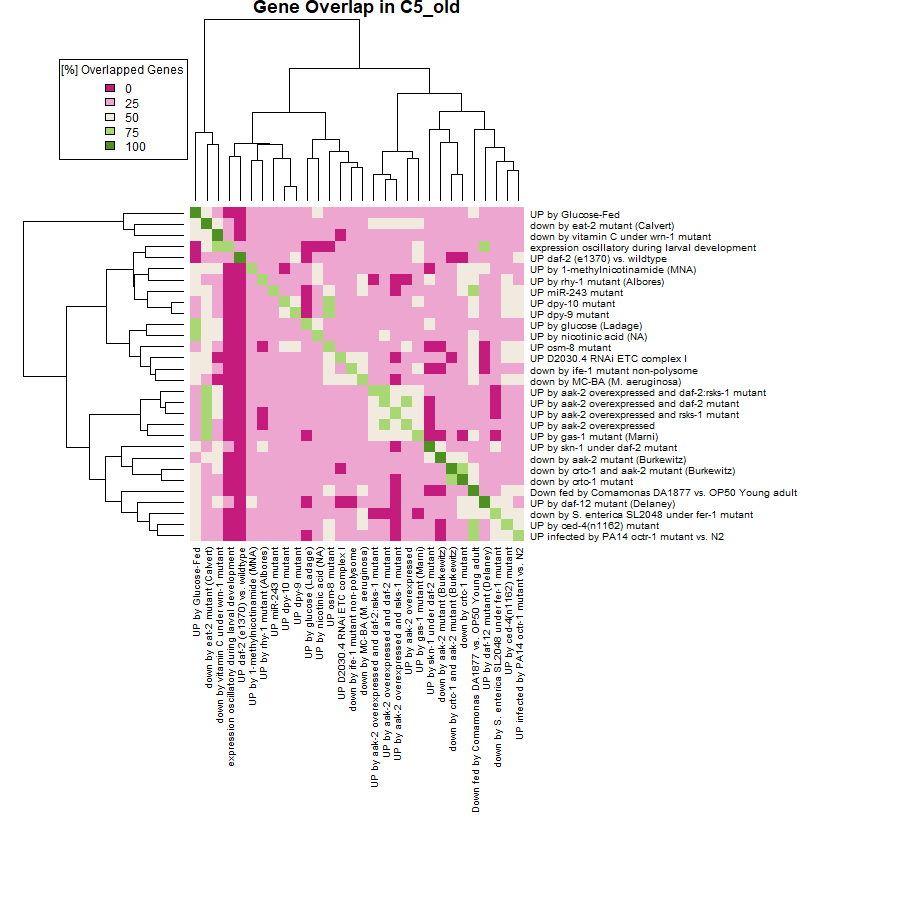 Gene Overlap in C5_old
[%] Overlapped Genes
0
25
50
75
100
UP by Glucose-Fed
down by eat-2 mutant (Calvert)
down by vitamin C under wrn-1 mutant
expression oscillatory during larval development
UP daf-2 (e1370) vs. wildtype
UP by 1-methylnicotinamide (MNA)
UP by rhy-1 mutant (Albores)
UP miR-243 mutant
UP dpy-10 mutant
UP dpy-9 mutant
UP by glucose (Ladage)
UP by nicotinic acid (NA)
UP osm-8 mutant
UP D2030.4 RNAi ETC complex I
down by ife-1 mutant non-polysome
down by MC-BA (M. aeruginosa)
UP by aak-2 overexpressed and daf-2:rsks-1 mutant
UP by aak-2 overexpressed and daf-2 mutant
UP by aak-2 overexpressed and rsks-1 mutant
UP by aak-2 overexpressed
UP by gas-1 mutant (Marni)
UP by skn-1 under daf-2 mutant
down by aak-2 mutant (Burkewitz)
down by crto-1 and aak-2 mutant (Burkewitz)
down by crto-1 mutant
Down fed by Comamonas DA1877 vs. OP50 Young adult
UP by daf-12 mutant (Delaney)
down by S. enterica SL2048 under fer-1 mutant
UP by ced-4(n1162) mutant
UP infected by PA14 octr-1 mutant vs. N2
UP by Glucose-Fed
down by eat-2 mutant (Calvert)
down by vitamin C under wrn-1 mutant
expression oscillatory during larval development
UP daf-2 (e1370) vs. wildtype
UP by 1-methylnicotinamide (MNA)
UP by rhy-1 mutant (Albores)
UP miR-243 mutant
UP dpy-10 mutant
UP dpy-9 mutant
UP by glucose (Ladage)
UP by nicotinic acid (NA)
UP osm-8 mutant
UP D2030.4 RNAi ETC complex I
down by ife-1 mutant non-polysome
down by MC-BA (M. aeruginosa)
UP by aak-2 overexpressed and daf-2:rsks-1 mutant
UP by aak-2 overexpressed and daf-2 mutant
UP by aak-2 overexpressed and rsks-1 mutant
UP by aak-2 overexpressed
UP by gas-1 mutant (Marni)
UP by skn-1 under daf-2 mutant
down by aak-2 mutant (Burkewitz)
down by crtc-1 and aak-2 mutant (Burkewitz)
down by crto-1 mutant
Down fed by Comamonas DA1877 vs. OP50 Young adult
UP by daf-12 mutant (Delaney)
down by S. enterica SL2048 under fer-1 mutant
UP by ced-4(n1162) mutant
UP infected by PA14 octr-1 mutant vs. N2